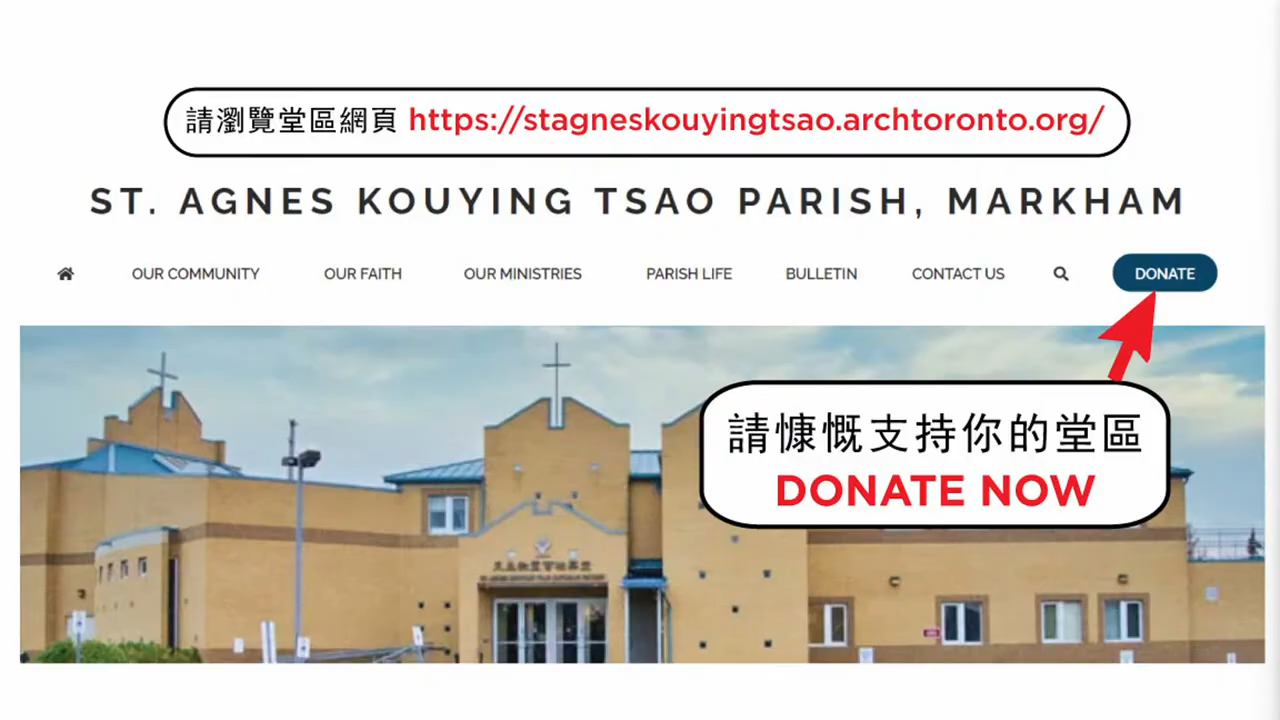 請瀏覽堂區網頁 https://stagneskouyingtsao.archtoronto.org/
ST. AGNES KOUYING TSAO PARISH, MARKHAM
OUR COMMUNITY OUR FAITH OUR MINISTRIES PARISH LIFE BULLETIN CONTACT US DONATE
請慷慨支持你的堂區
DONATE NOW